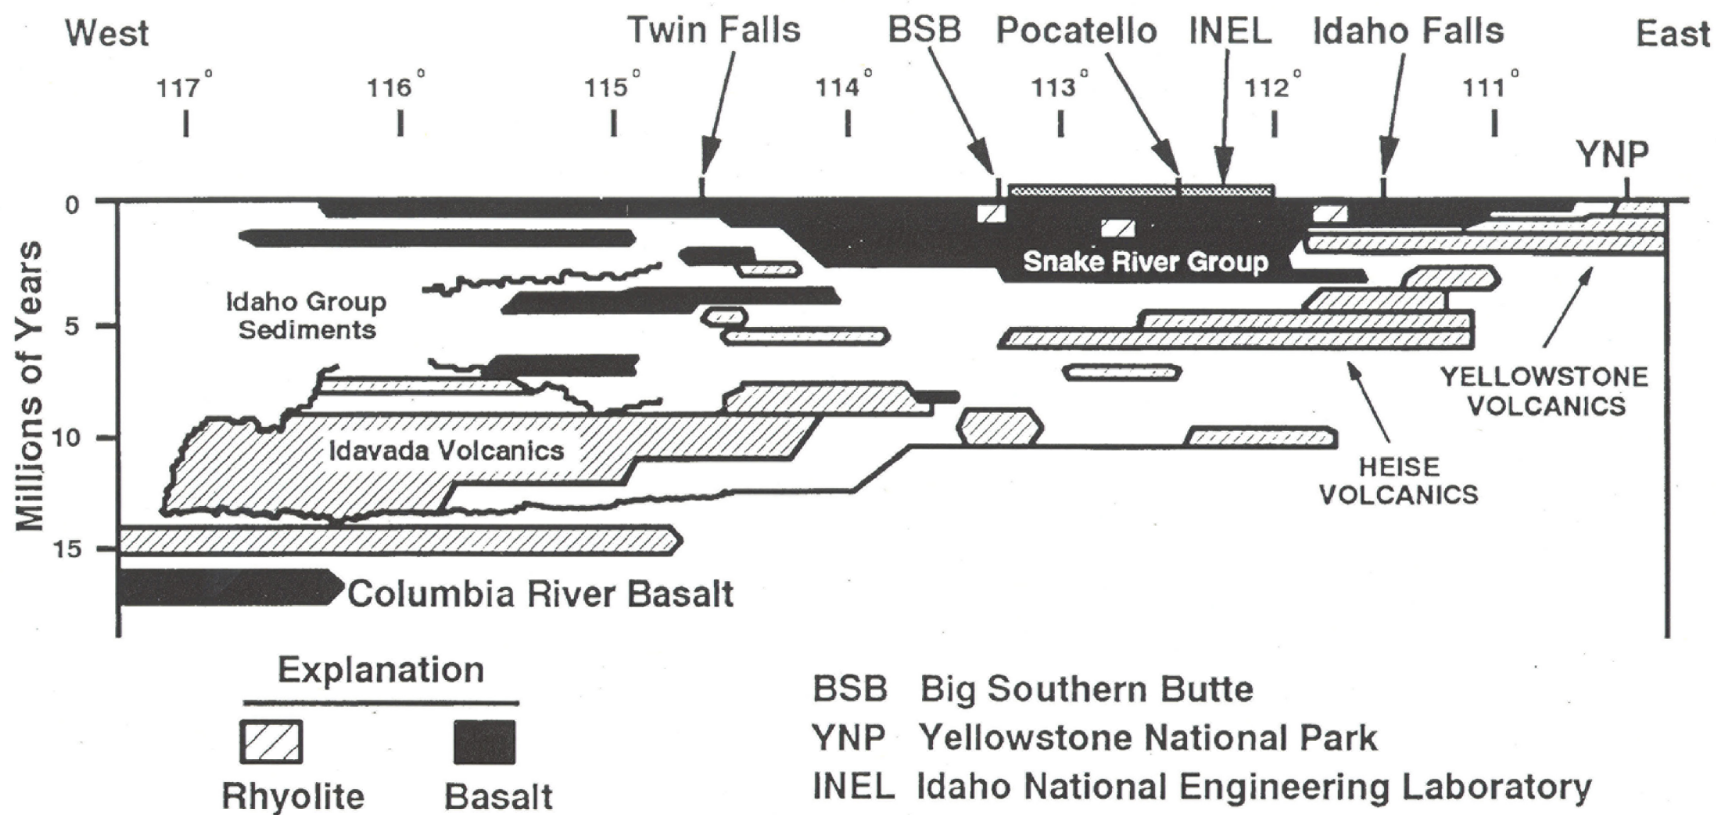 West
Twin Falls
BSB
Pocatello
INEL
Idaho Falls
East
117°
116°
115°
114°
113°
112°
111°
YNP
Millions of Years
0
5
10
15
Snake River Group
Idaho Group
Sediments
YELLOWSTONE
VOLCANICS
Idavada Volcanics
HEISE
VOLCANICS
Columbia River Basalt
Explanation
Rhyolite
Basalt
BSB Big Southern Butte
YNP Yellowstone National Park
INEL Idaho National Engineering Laboratory